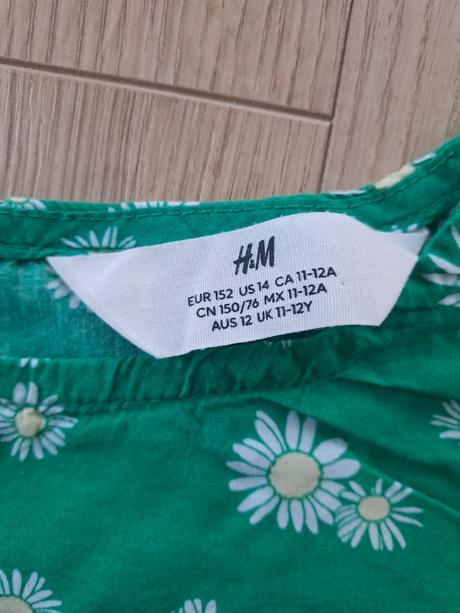 H&M
EUR 152 US 14 CA 11-12A
CN 150/76 MX 11-12A
AUS 12 UK 11-12Y